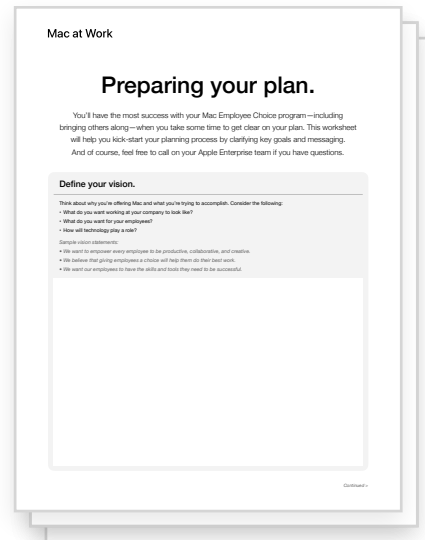 Mac at Work
Preparing your plan.
You'll have the most success with your Mac Employee Choice program—including
bringing others along—when you take some time to get clear on your plan. This worksheet
will help you kick-start your planning process by clarifying key goals and messaging.
And of course, feel free to call on your Apple Enterprise team if you have questions.
Define your vision.
Think about why you're offering Mac and what you're trying to accomplish. Consider the following:
• What do you want working at your company to look like?
• What do you want for your employees?
• How will technology play a role?
Sample vision statements:
• We want to empower every employee to be productive, collaborative, and creative.
• We believe that giving employees a choice will help them do their best work.
• We want our employees to have the skills and tools they need to be successful.
Continued >